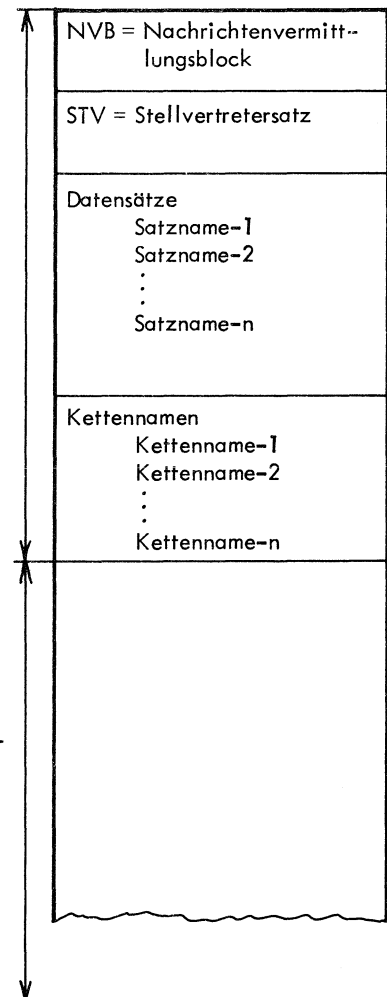 NVB = Nachrichtenvermitt-
lungsblock
STV = Stellvertretersatz
Datensätze
Satzname-1
Satzname-2
:
Satzname-n
Kettennamen
Kettenname-1
Kettenname-2
:
Kettenname-n